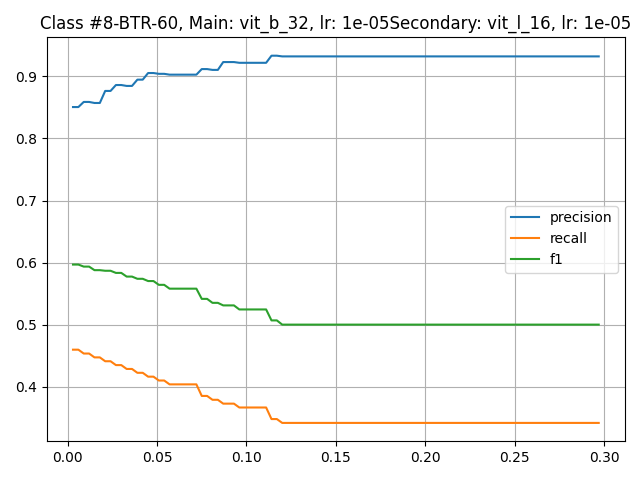 Class #8-BTR-60, Main: vit_b_32, lr: 1e-05Secondary: vit_l_16, lr: 1e-05
0.9
0.8
0.7
0.6
0.5
0.4
precision
recall
f1
0.00 0.05 0.10 0.15 0.20 0.25 0.30